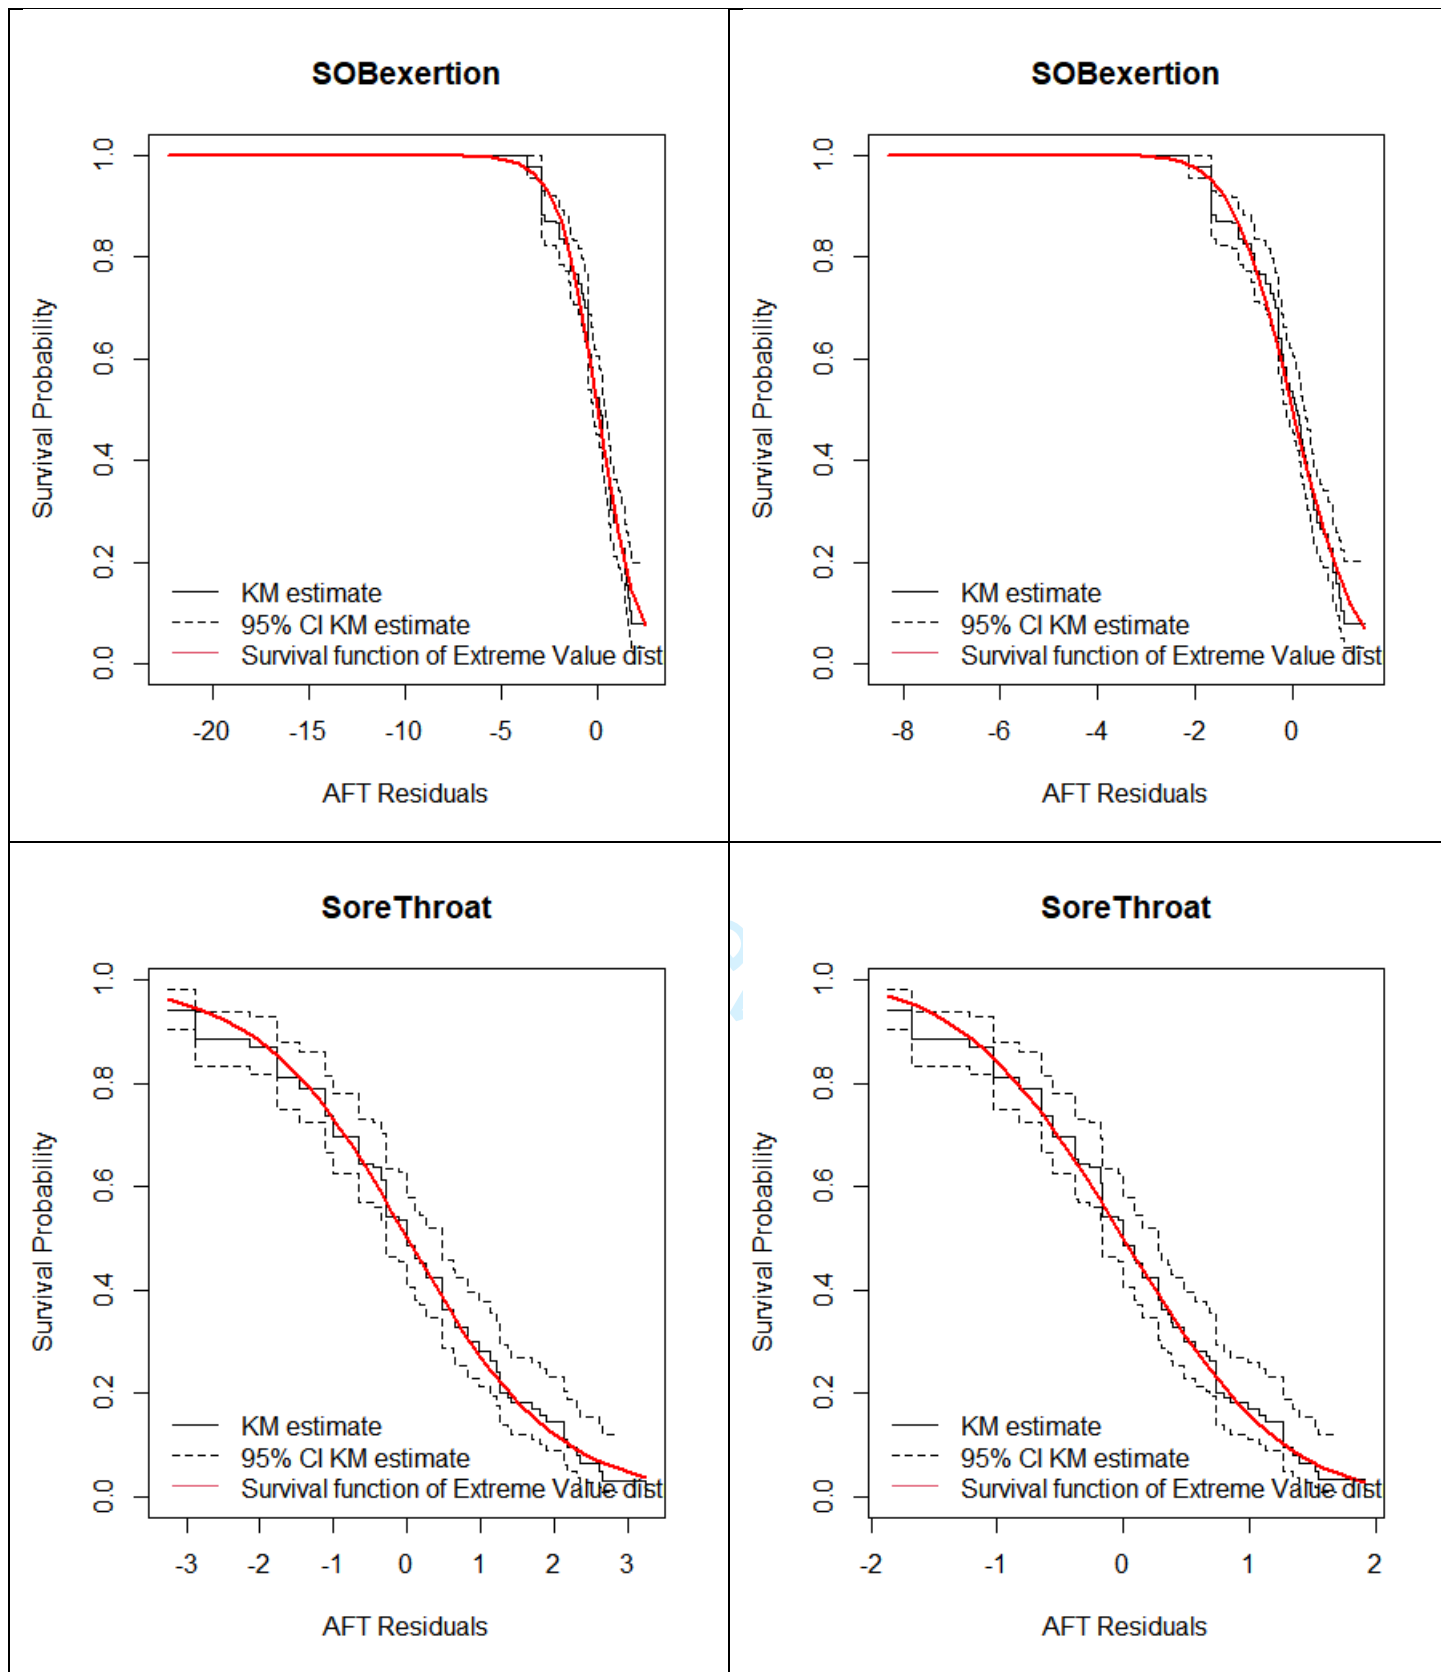 SOBexertion
1.0
0.8
0.6
0.4
0.2
0.0
Survival Probability
KM estimate
95% CI KM estimate
Survival function of Extreme Value dist
-20 -15 -10 -5 0
AFT Residuals
SOBexertion
1.0
0.8
0.6
0.4
0.2
0.0
Survival Probability
KM estimate
95% CI KM estimate
Survival function of Extreme Value dist
-8 -6 -4 -2 0
AFT Residuals
SoreThroat
1.0
0.8
0.6
0.4
0.2
0.0
Survival Probability
KM estimate
95% CI KM estimate
Survival function of Extreme Value dist
-3 -2 -1 0 1 2 3
AFT Residuals
SoreThroat
1.0
0.8
0.6
0.4
0.2
0.0
Survival Probability
KM estimate
95% CI KM estimate
Survival function of Extreme Value dist
-2 -1 0 1 2
AFT Residuals